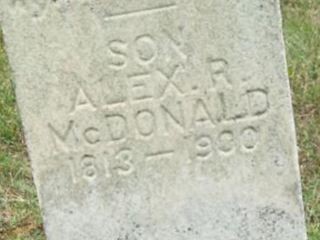 SON
ALEX. R.
McDONALD
1813 – 1900